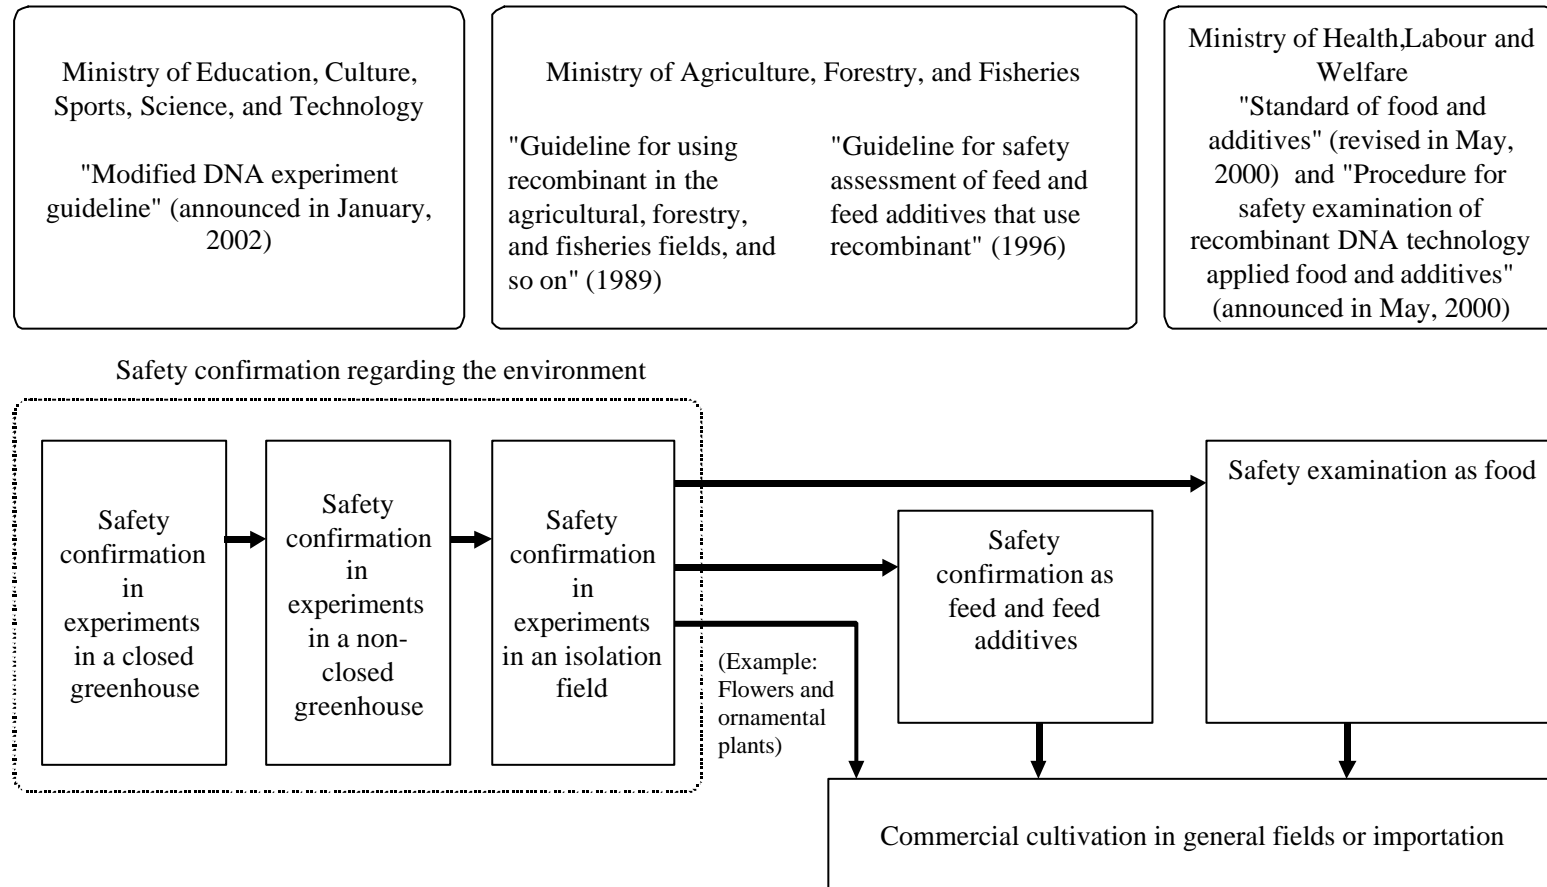 Ministry of Education, Culture,
Sports, Science, and Technology
"Modified DNA experiment
guideline" (announced in January,
2002)
Ministry of Agriculture, Forestry, and Fisheries
"Guideline for using
recombinant in the
agricultural, forestry,
and fisheries fields, and
so on" (1989)
"Guideline for safety
assessment of feed and
feed additives that use
recombinant" (1996)
Ministry of Health,Labour and
Welfare
"Standard of food and
additives" (revised in May,
2000)  and "Procedure for
safety examination of
recombinant DNA technology
applied food and additives"
(announced in May, 2000)
Safety confirmation regarding the environment
Safety
confirmation
in
experiments
in a closed
greenhouse
Safety
confirmation
in
experiments
in a non-
closed
greenhouse
Safety
confirmation
in
experiments
in an isolation
field
(Example:
Flowers and
ornamental
plants)
Safety
confirmation as
feed and feed
additives
Safety examination as food
Commercial cultivation in general fields or importation